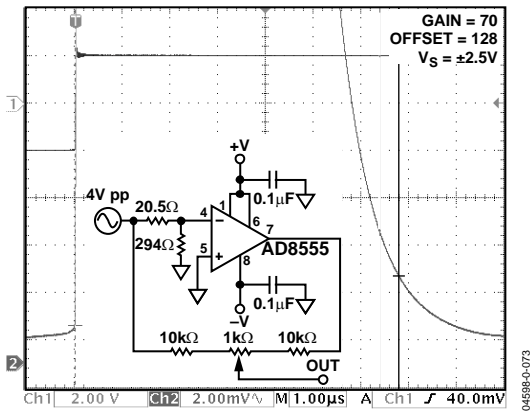 T
GAIN = 70
OFFSET = 128
VS = ±2.5V
1
+V
4V pp
20.5Ω
0.1μF
4
1
6
7
294Ω
5
AD8555
8
0.1μF
–V
10kΩ
1kΩ
10kΩ
OUT
2
Ch1 2.00 V Ch2 2.00mV∿ M 1.00μs A Ch1 ƒ 40.0mV
04598-0-073